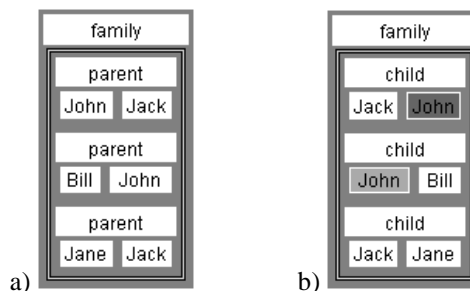 family
parent
John Jack
parent
Bill John
parent
Jane Jack
a)
family
child
Jack John
child
John Bill
child
Jack Jane
b)